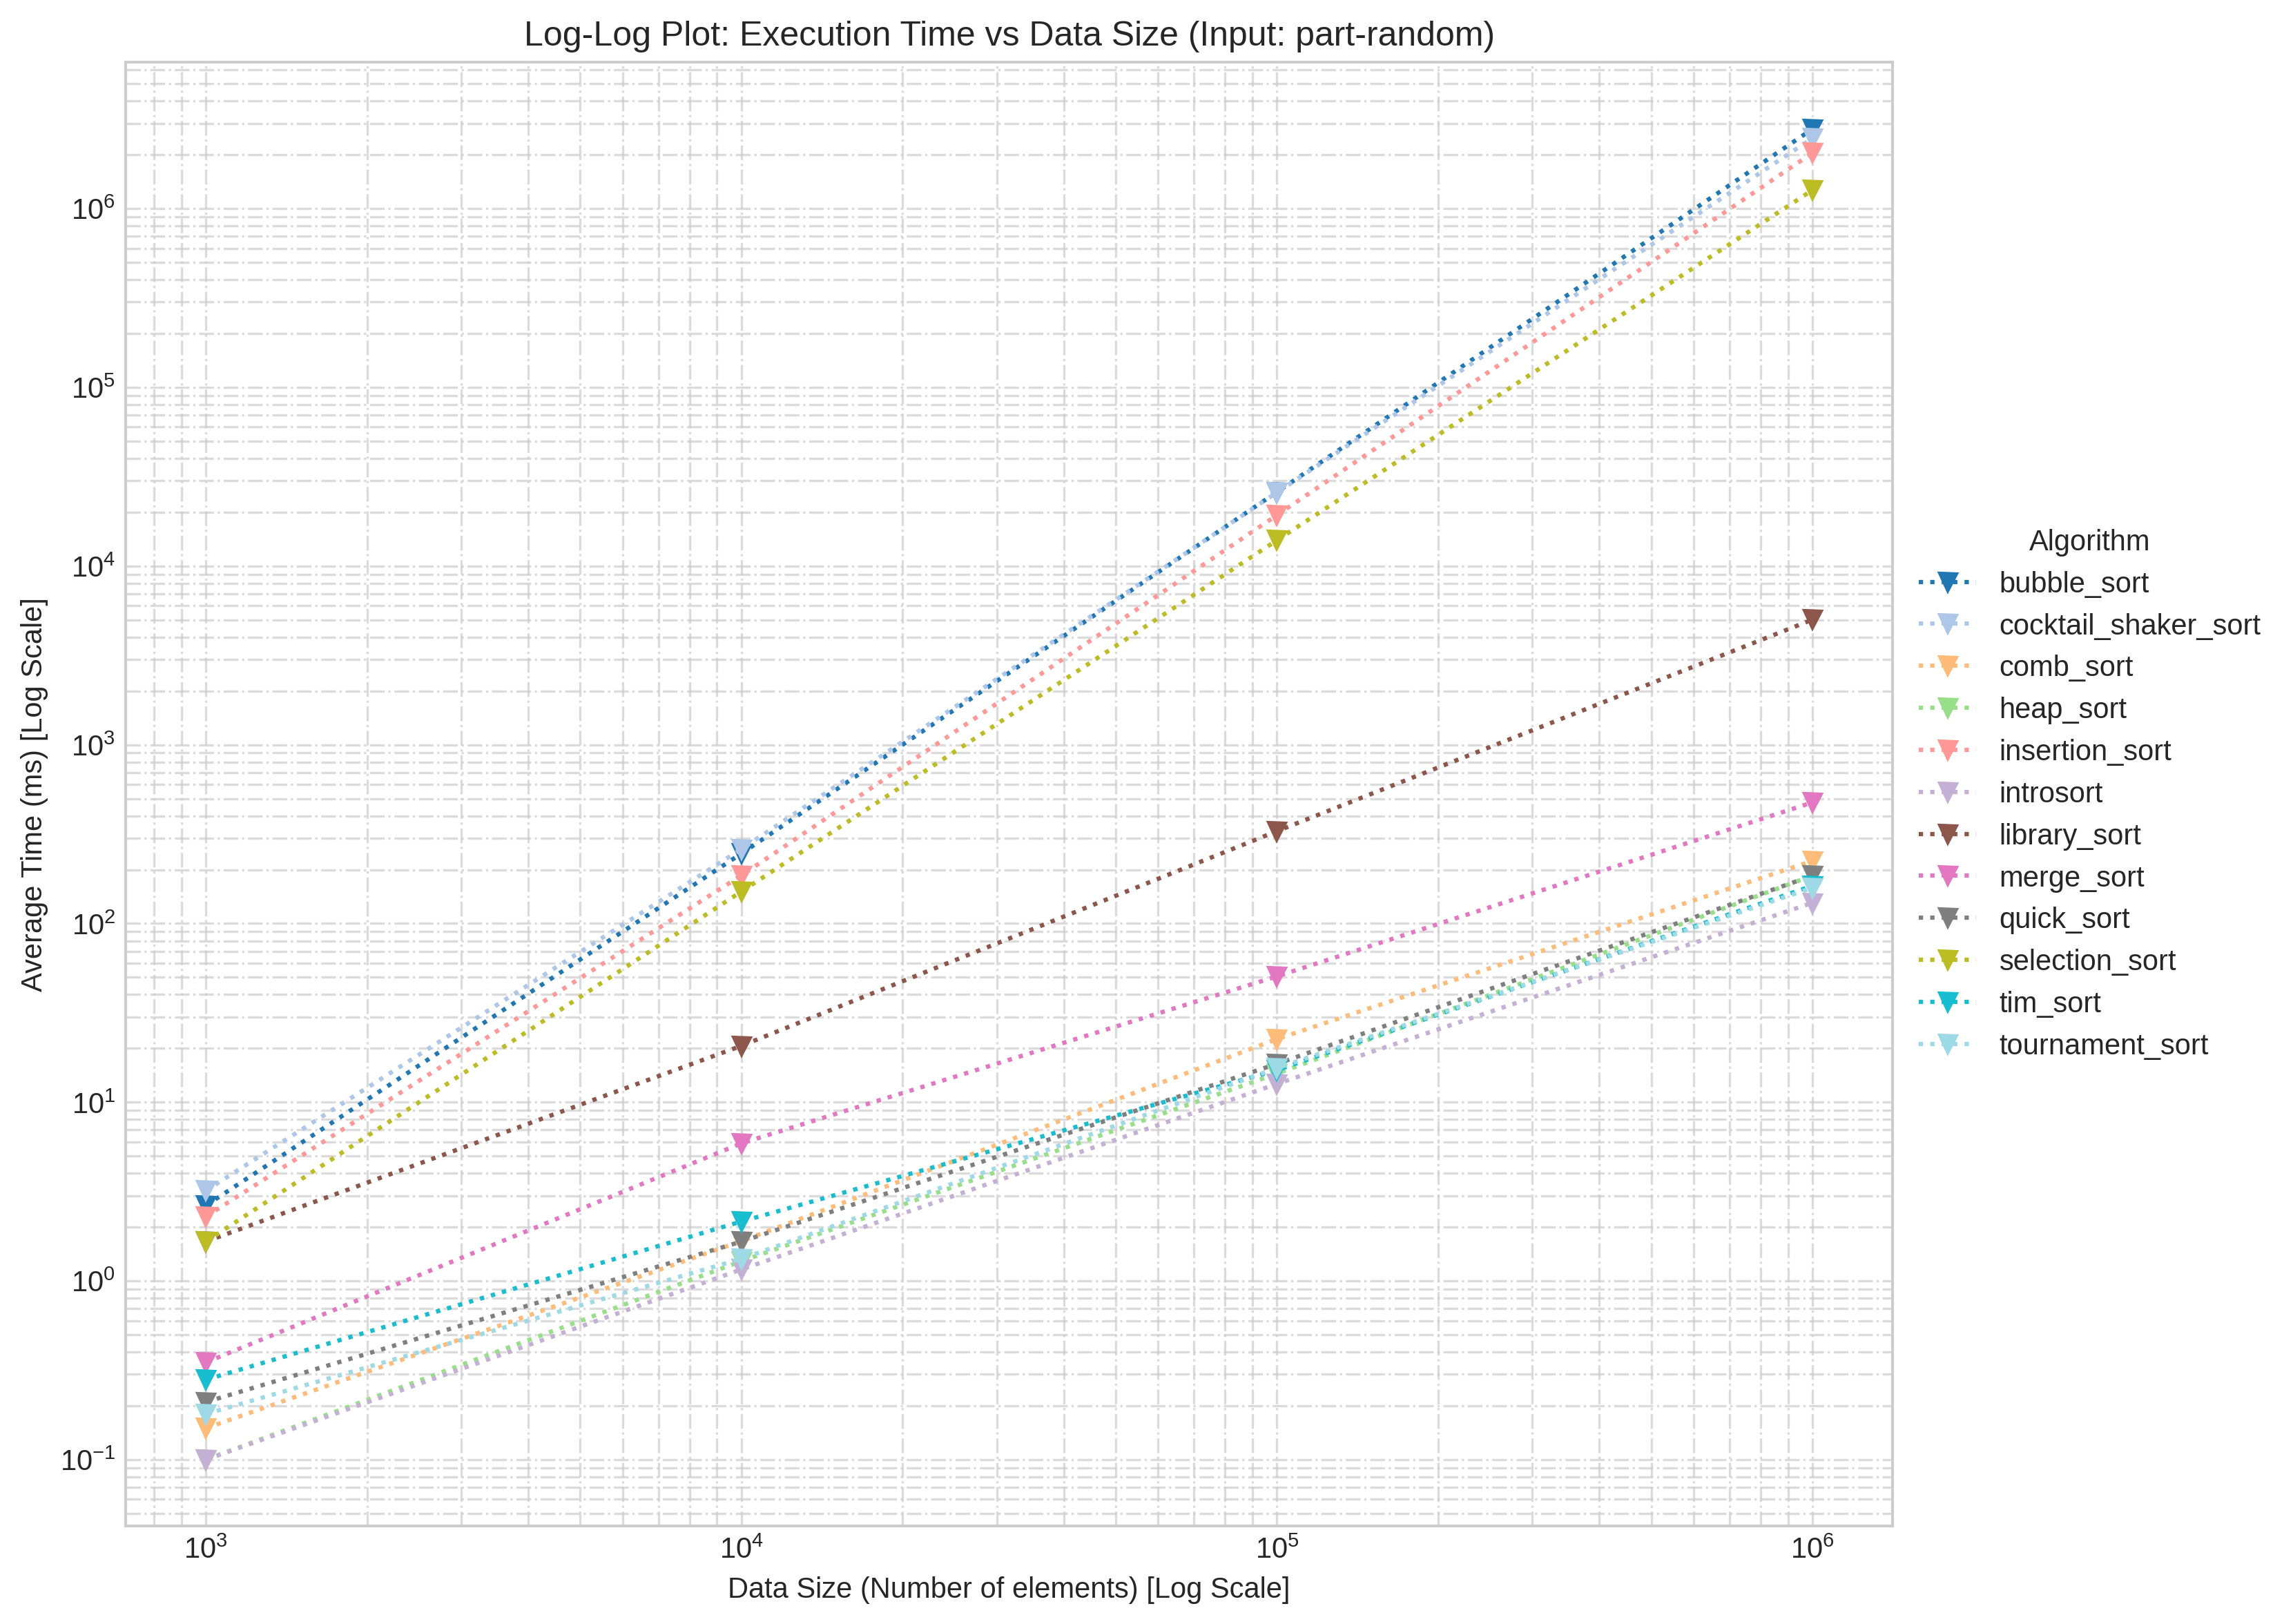 Log-Log Plot: Execution Time vs Data Size (Input: part-random)
Average Time (ms) [Log Scale]
10⁶
10⁵
10⁴
10³
10²
10¹
10⁰
10⁻¹
10³
10⁴
10⁵
10⁶
Data Size (Number of elements) [Log Scale]
Algorithm
bubble_sort
cocktail_shaker_sort
comb_sort
heap_sort
insertion_sort
introsort
library_sort
merge_sort
quick_sort
selection_sort
tim_sort
tournament_sort